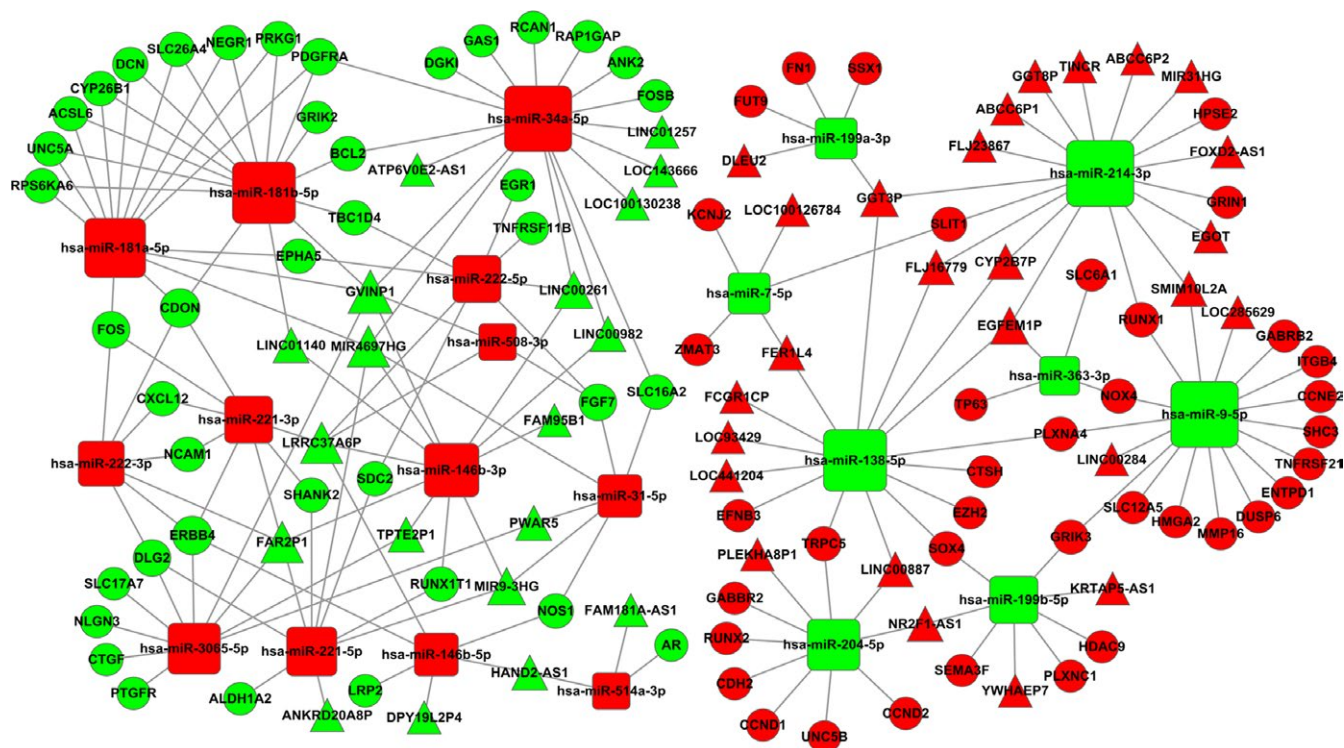 SLC26A4
NEGR1
PRKG1
PDGFRA
DCN
CYP26B1
ACSL6
UNC5A
RPS6KA6
GRIK2
BCL2
hsa-miR-181b-5p
hsa-miR-181a-5p
DGKI
GAS1
RCAN1
RAP1GAP
ANK2
FOSB
hsa-miR-34a-5p
LINC01257
LOC143666
LOC100130238
ATP6V0E2-AS1
EGR1
TNFRSF11B
TBC1D4
EPHA5
hsa-miR-222-5p
GVINP1
LINC00261
CDON
FOS
LINC01140
MIR4697HG
hsa-miR-508-3p
LINC00982
SLC16A2
FGF7
CXCL12
hsa-miR-221-3p
FAM95B1
NCAM1
hsa-miR-222-3p
LRRC37A6P
hsa-miR-146b-3p
SDC2
SHANK2
hsa-miR-31-5p
ERBB4
FAR2P1
TPTE2P1
PWAR5
DLG2
SLC17A7
RUNX1T1
MIR9-3HG
NOS1
FAM181A-AS1
NLGN3
CTGF
PTGFR
hsa-miR-3065-5p
hsa-miR-221-5p
hsa-miR-146b-5p
AR
HAND2-AS1
hsa-miR-514a-3p
ALDH1A2
ANKRD20A8P
LRP2
DPY19L2P4
FN1
SSX1
FUT9
hsa-miR-199a-3p
DLEU2
GGT3P
KCNJ2
LOC100126784
hsa-miR-7-5p
ZMAT3
FER1L4
ABCC6P2
TINCR
GGT8P
MIR31HG
ABCC6P1
HPSE2
FLJ23867
hsa-miR-214-3p
FOXD2-AS1
GRIN1
EGOT
SLIT1
FLJ16779
CYP2B7P
SLC6A1
SMIM10L2A
LOC285629
RUNX1
EGFEM1P
GABRB2
ITGB4
hsa-miR-363-3p
CCNE2
TP63
NOX4
hsa-miR-9-5p
SHC3
TNFRSF21
ENTPD1
DUSP6
MMP16
HMGA2
SLC12A5
LINC00284
PLXNA4
FCGR1CP
LOC93429
hsa-miR-138-5p
LOC441204
EFNB3
CTSH
EZH2
SOX4
GRIK3
TRPC5
PLEKHA8P1
LINC00887
GABBR2
RUNX2
hsa-miR-204-5p
NR2F1-AS1
hsa-miR-199b-5p
KRTAP5-AS1
HDAC9
PLXNC1
YWHAEP7
SEMA3F
CDH2
CCND1
UNC5B
CCND2